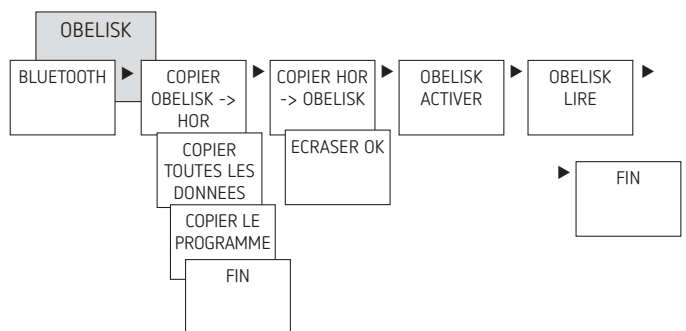 OBELISK
BLUETOOTH
COPIER
OBELISK ->
HOR
COPIER
TOUTES LES
DONNEES
COPIER LE
PROGRAMME
FIN
COPIER HOR
-> OBELISK
ECRASER OK
OBELISK
ACTIVER
OBELISK
LIRE
FIN